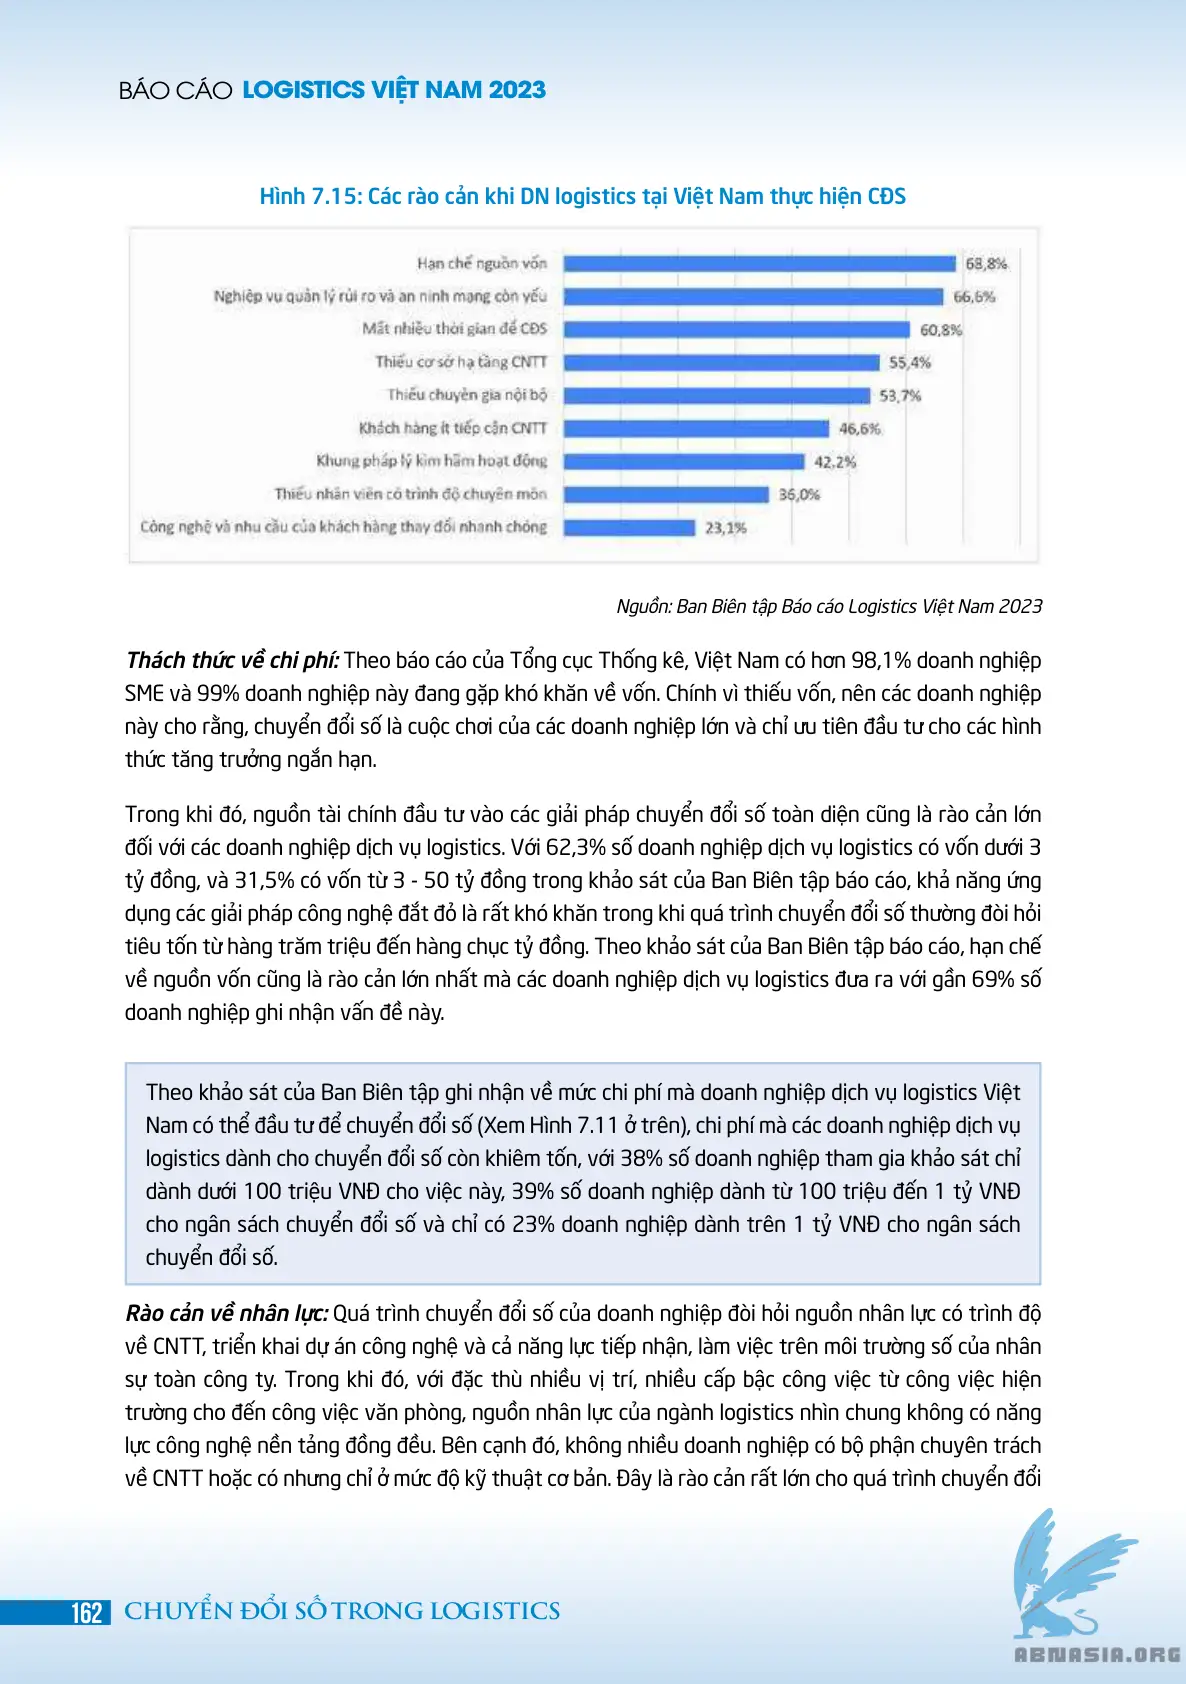 BÁO CÁO LOGISTICS VIỆT NAM 2023
Hình 7.15: Các rào cản khi DN logistics tại Việt Nam thực hiện CĐS
Hạn chế nguồn vốn 68,8%
Nghiệp vụ quản lý rủi ro và an ninh mạng còn yếu 66,6%
Mất nhiều thời gian để CĐS 60,8%
Thiếu cơ sở hạ tầng CNTT 55,4%
Thiếu chuyên gia nội bộ 53,7%
Khách hàng ít tiếp cận CNTT 46,6%
Khung pháp lý kìm hãm hoạt động 42,2%
Thiếu nhân viên có trình độ chuyên môn 36,0%
Công nghệ và nhu cầu của khách hàng thay đổi nhanh chóng 23,1%
Nguồn: Ban Biên tập Báo cáo Logistics Việt Nam 2023
Thách thức về chi phí: Theo báo cáo của Tổng cục Thống kê, Việt Nam có hơn 98,1% doanh nghiệp
SME và 99% doanh nghiệp này đang gặp khó khăn về vốn. Chính vì thiếu vốn, nên các doanh nghiệp
này cho rằng, chuyển đổi số là cuộc chơi của các doanh nghiệp lớn và chỉ ưu tiên đầu tư cho các hình
thức tăng trưởng ngắn hạn.
Trong khi đó, nguồn tài chính đầu tư vào các giải pháp chuyển đổi số toàn diện cũng là rào cản lớn
đối với các doanh nghiệp dịch vụ logistics. Với 62,3% số doanh nghiệp dịch vụ logistics có vốn dưới 3
tỷ đồng, và 31,5% có vốn từ 3 - 50 tỷ đồng trong khảo sát của Ban Biên tập báo cáo, khả năng ứng
dụng các giải pháp công nghệ đắt đỏ là rất khó khăn trong khi quá trình chuyển đổi số thường đòi hỏi
tiêu tốn từ hàng trăm triệu đến hàng chục tỷ đồng. Theo khảo sát của Ban Biên tập báo cáo, hạn chế
về nguồn vốn cũng là rào cản lớn nhất mà các doanh nghiệp dịch vụ logistics đưa ra với gần 69% số
doanh nghiệp ghi nhận vấn đề này.
Theo khảo sát của Ban Biên tập ghi nhận về mức chi phí mà doanh nghiệp dịch vụ logistics Việt
Nam có thể đầu tư để chuyển đổi số (Xem Hình 7.11 ở trên), chi phí mà các doanh nghiệp dịch vụ
logistics dành cho chuyển đổi số còn khiêm tốn, với 38% số doanh nghiệp tham gia khảo sát chỉ
dành dưới 100 triệu VNĐ cho việc này, 39% số doanh nghiệp dành từ 100 triệu đến 1 tỷ VNĐ
cho ngân sách chuyển đổi số và chỉ có 23% doanh nghiệp dành trên 1 tỷ VNĐ cho ngân sách
chuyển đổi số.
Rào cản về nhân lực: Quá trình chuyển đổi số của doanh nghiệp đòi hỏi nguồn nhân lực có trình độ
về CNTT, triển khai dự án công nghệ và cả năng lực tiếp nhận, làm việc trên môi trường số của nhân
sự toàn công ty. Trong khi đó, với đặc thù nhiều vị trí, nhiều cấp bậc công việc từ công việc hiện
trường cho đến công việc văn phòng, nguồn nhân lực của ngành logistics nhìn chung không có năng
lực công nghệ nền tảng đồng đều. Bên cạnh đó, không nhiều doanh nghiệp có bộ phận chuyên trách
về CNTT hoặc có nhưng chỉ ở mức độ kỹ thuật cơ bản. Đây là rào cản rất lớn cho quá trình chuyển đổi
162 CHUYỂN ĐỔI SỐ TRONG LOGISTICS
ABNASIA.ORG